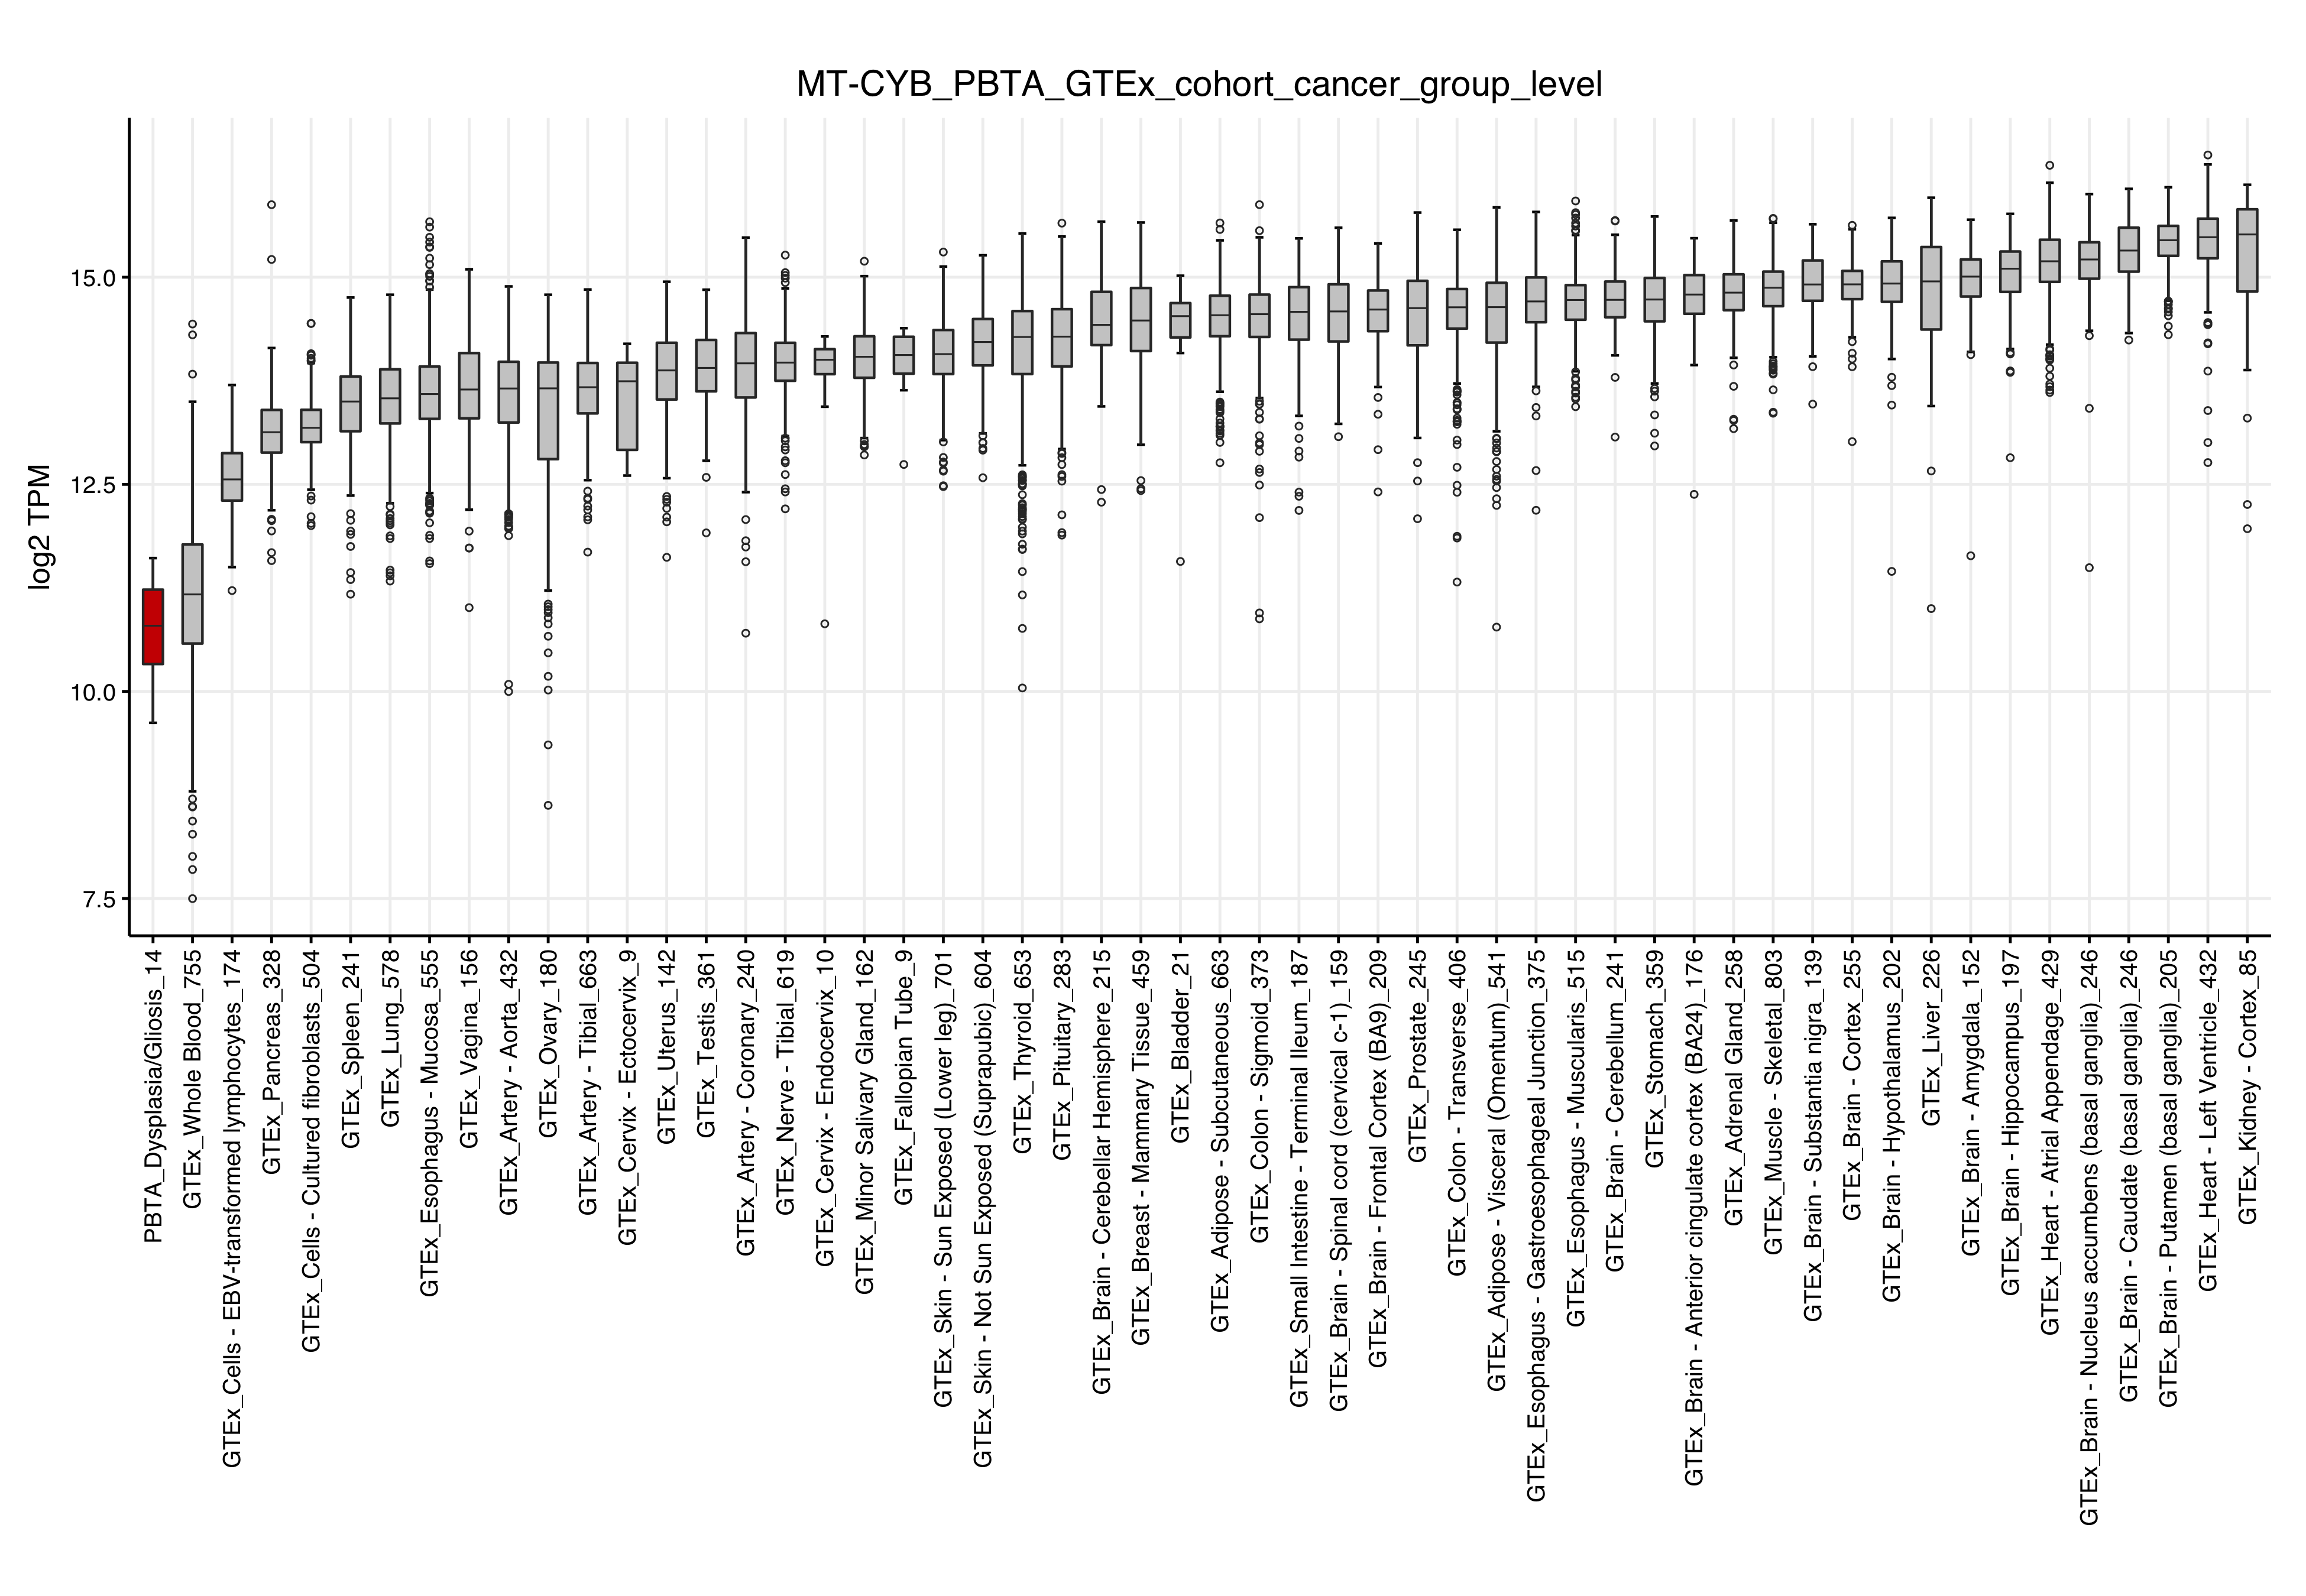 MT-CYB_PBTA_GTEx_cohort_cancer_group_level
log2 TPM
15.0
12.5
10.0
7.5
PBTA_Dysplasia/Gliosis_14
GTEx_Whole Blood_755
GTEx_Cells - EBV-transformed lymphocytes_174
GTEx_Pancreas_328
GTEx_Cells - Cultured fibroblasts_504
GTEx_Spleen_241
GTEx_Lung_578
GTEx_Esophagus - Mucosa_555
GTEx_Vagina_156
GTEx_Artery - Aorta_432
GTEx_Ovary_180
GTEx_Artery - Tibial_663
GTEx_Cervix - Ectocervix_9
GTEx_Uterus_142
GTEx_Testis_361
GTEx_Artery - Coronary_240
GTEx_Nerve - Tibial_619
GTEx_Cervix - Endocervix_10
GTEx_Minor Salivary Gland_162
GTEx_Fallopian Tube_9
GTEx_Skin - Sun Exposed (Lower leg)_701
GTEx_Skin - Not Sun Exposed (Suprapubic)_604
GTEx_Thyroid_653
GTEx_Pituitary_283
GTEx_Brain - Cerebellar Hemisphere_215
GTEx_Breast - Mammary Tissue_459
GTEx_Bladder_21
GTEx_Adipose - Subcutaneous_663
GTEx_Colon - Sigmoid_373
GTEx_Small Intestine - Terminal Ileum_187
GTEx_Brain - Spinal cord (cervical c-1)_159
GTEx_Brain - Frontal Cortex (BA9)_209
GTEx_Prostate_245
GTEx_Colon - Transverse_406
GTEx_Adipose - Visceral (Omentum)_541
GTEx_Esophagus - Gastroesophageal Junction_375
GTEx_Esophagus - Muscularis_515
GTEx_Brain - Cerebellum_241
GTEx_Stomach_359
GTEx_Brain - Anterior cingulate cortex (BA24)_176
GTEx_Adrenal Gland_258
GTEx_Muscle - Skeletal_803
GTEx_Brain - Substantia nigra_139
GTEx_Brain - Cortex_255
GTEx_Brain - Hypothalamus_202
GTEx_Liver_226
GTEx_Brain - Amygdala_152
GTEx_Brain - Hippocampus_197
GTEx_Heart - Atrial Appendage_429
GTEx_Brain - Nucleus accumbens (basal ganglia)_246
GTEx_Brain - Caudate (basal ganglia)_246
GTEx_Brain - Putamen (basal ganglia)_205
GTEx_Heart - Left Ventricle_432
GTEx_Kidney - Cortex_85